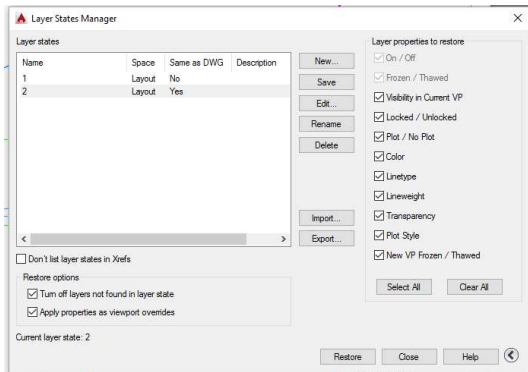 Layer States Manager
Layer states
Name Space Same as DWG Description
1 Layout No
2 Layout Yes
New...
Save
Edit...
Rename
Delete
Import...
Export...
Don't list layer states in Xrefs
Restore options
Turn off layers not found in layer state
Apply properties as viewport overrides
Current layer state: 2
Layer properties to restore
On / Off
Frozen / Thawed
Visibility in Current VP
Locked / Unlocked
Plot / No Plot
Color
Linetype
Lineweight
Transparency
Plot Style
New VP Frozen / Thawed
Select All Clear All
Restore Close Help